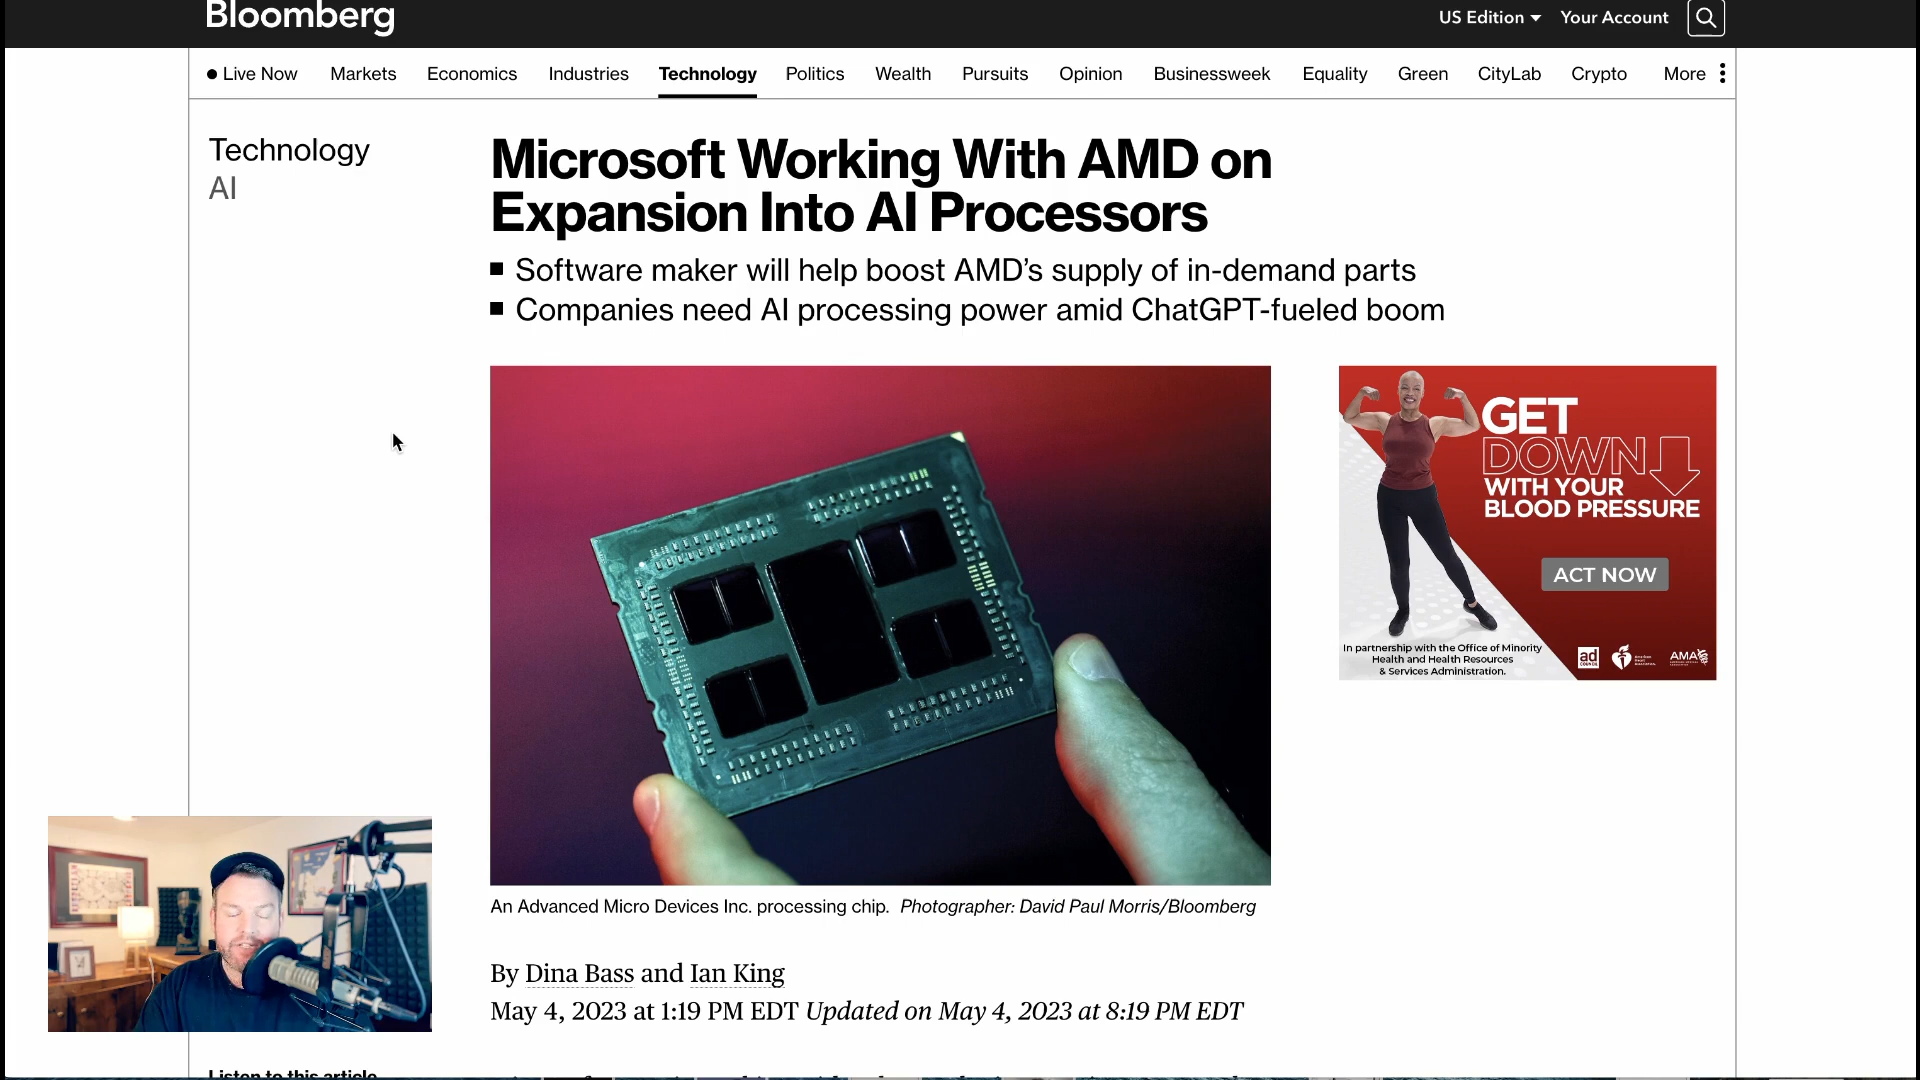 Bloomberg
US Edition
Your Account
Live Now
Markets
Economics
Industries
Technology
Politics
Wealth
Pursuits
Opinion
Businessweek
Equality
Green
CityLab
Crypto
More
Technology
AI
Microsoft Working With AMD on
Expansion Into AI Processors
Software maker will help boost AMD’s supply of in-demand parts
Companies need AI processing power amid ChatGPT-fueled boom
GET
DOWN
WITH YOUR
BLOOD PRESSURE
ACT NOW
In partnership with the Office of Minority
Health and Health Resources
& Services Administration.
ad
AMA
An Advanced Micro Devices Inc. processing chip. Photographer: David Paul Morris/Bloomberg
By Dina Bass and Ian King
May 4, 2023 at 1:19 PM EDT Updated on May 4, 2023 at 8:19 PM EDT
Listen to this article